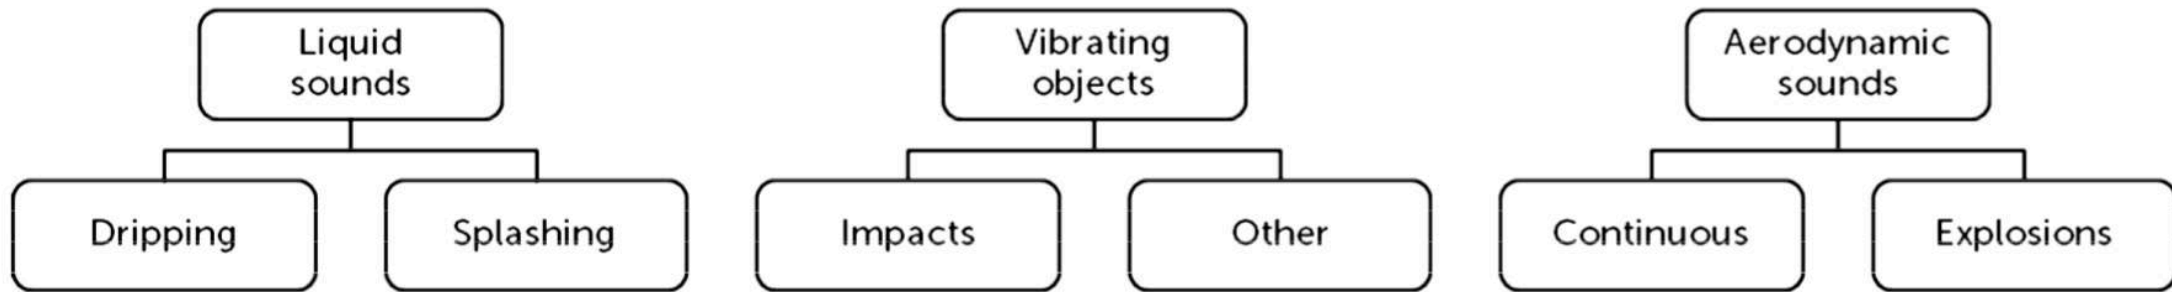 Liquid
sounds
Vibrating
objects
Aerodynamic
sounds
Dripping
Splashing
Impacts
Other
Continuous
Explosions